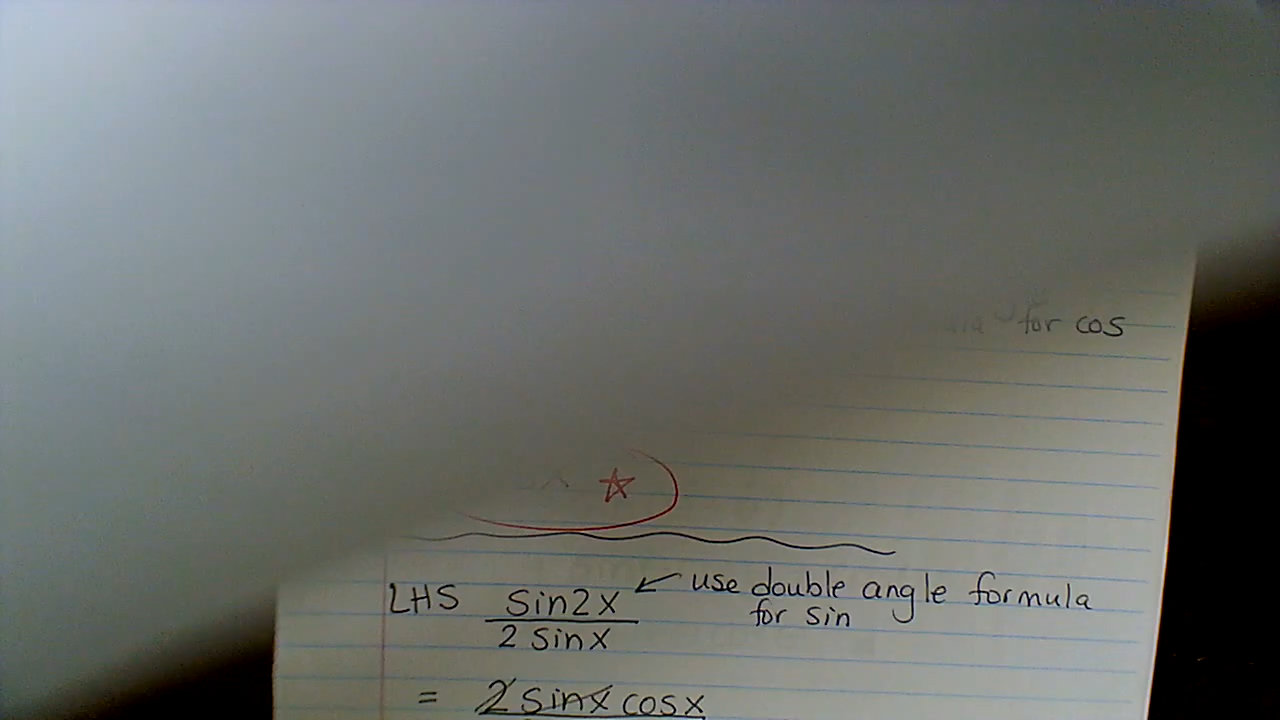 for cos
LHS sin2x ← use double angle formula
for sin
2 sinx
= 2 sinx cosx